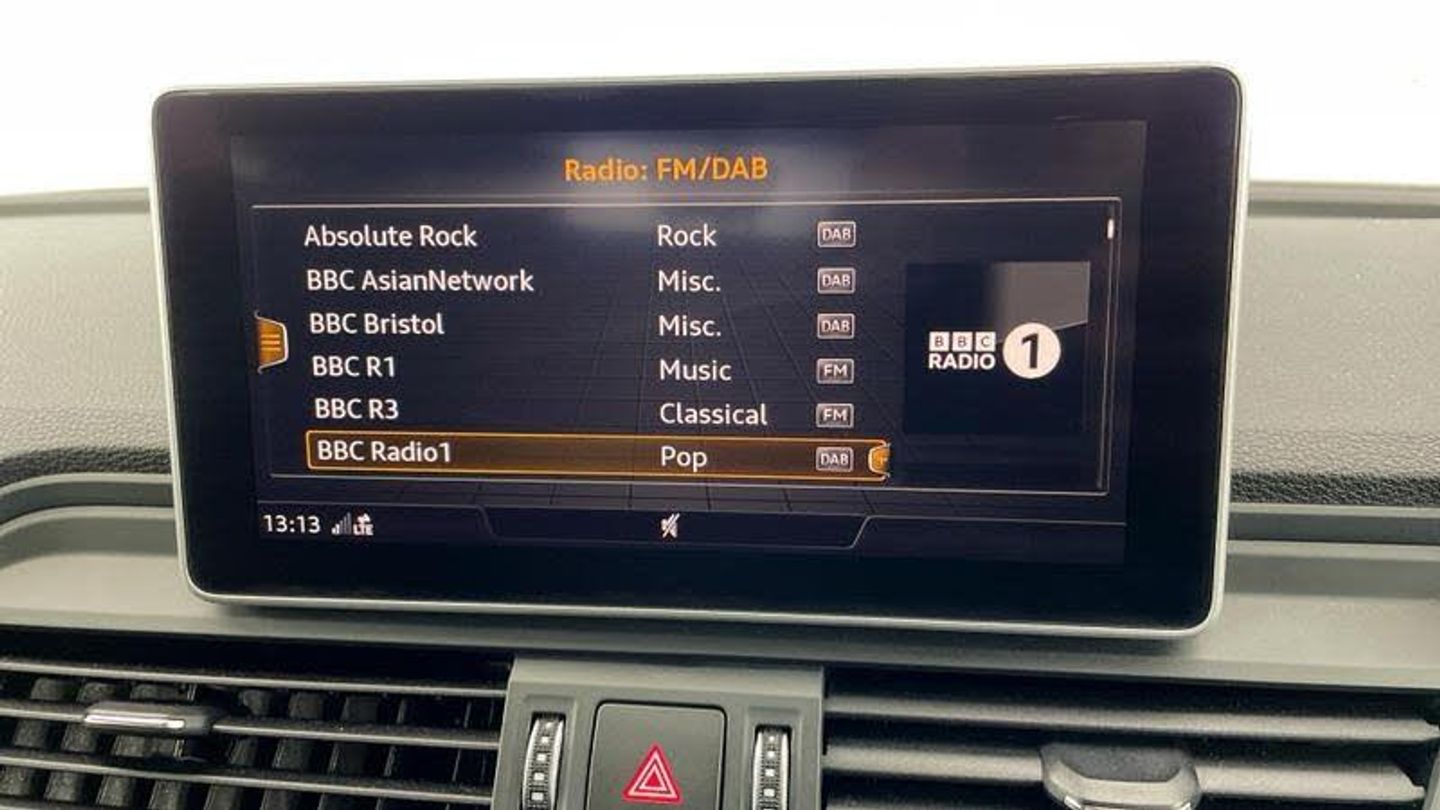 Radio: FM/DAB
Absolute Rock Rock DAB
BBC AsianNetwork Misc. DAB
BBC Bristol Misc. DAB
BBC R1 Music FM
BBC R3 Classical FM
BBC Radio1 Pop DAB
BBC
RADIO 1
13:13 LTE